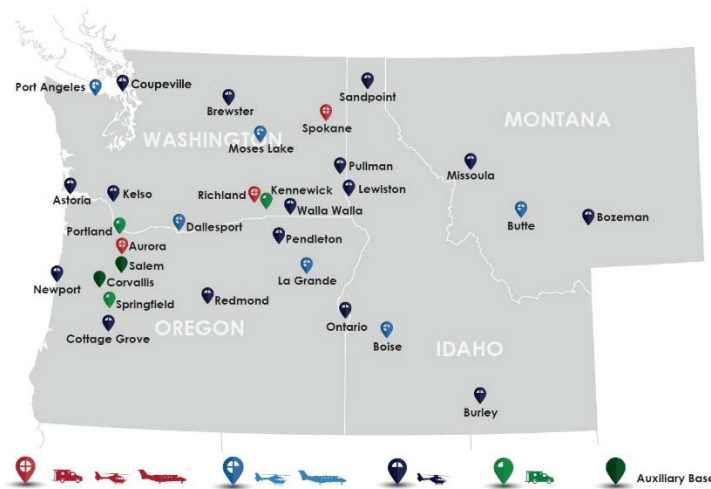 Port Angeles
Coupeville
Brewster
Sandpoint
Spokane
WASHINGTON
MONTANA
Moses Lake
Pullman
Missoula
Astoria
Kelso
Richland
Kennewick
Lewiston
Walla Walla
Butte
Bozeman
Portland
Dallesport
Pendleton
Aurora
Salem
La Grande
Newport
Corvallis
Springfield
Redmond
Ontario
Cottage Grove
OREGON
Boise
IDAHO
Burley
Auxiliary Base